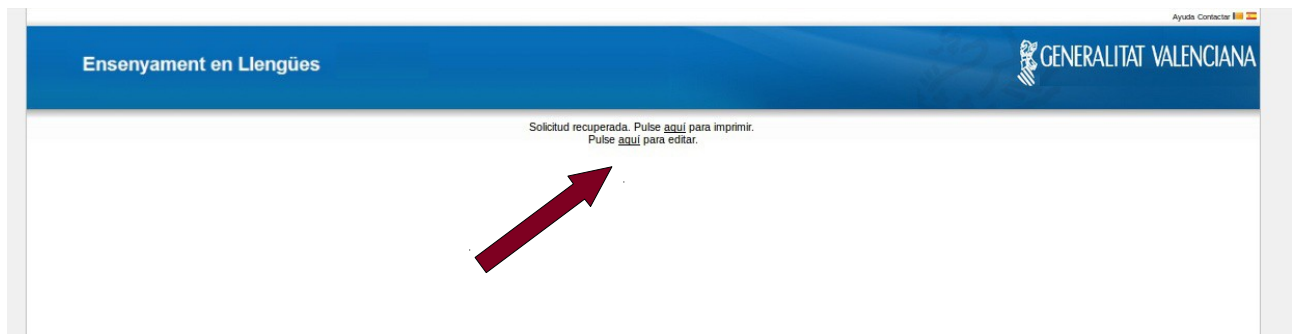 Ayuda Contactar
Ensenyament en Llengües
GENERALITAT VALENCIANA
Solicitud recuperada. Pulse aquí para imprimir.
Pulse aquí para editar.